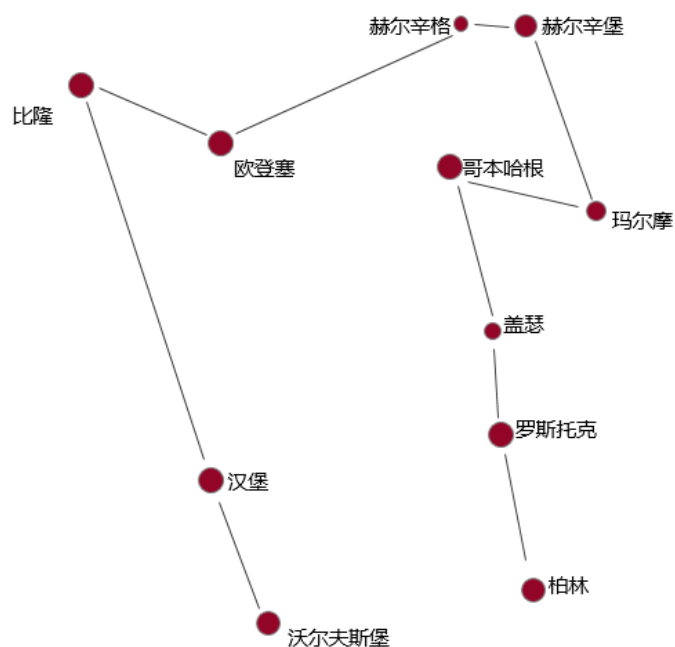 赫尔辛格
赫尔辛堡
比隆
欧登塞
哥本哈根
玛尔摩
盖瑟
罗斯托克
汉堡
柏林
沃尔夫斯堡